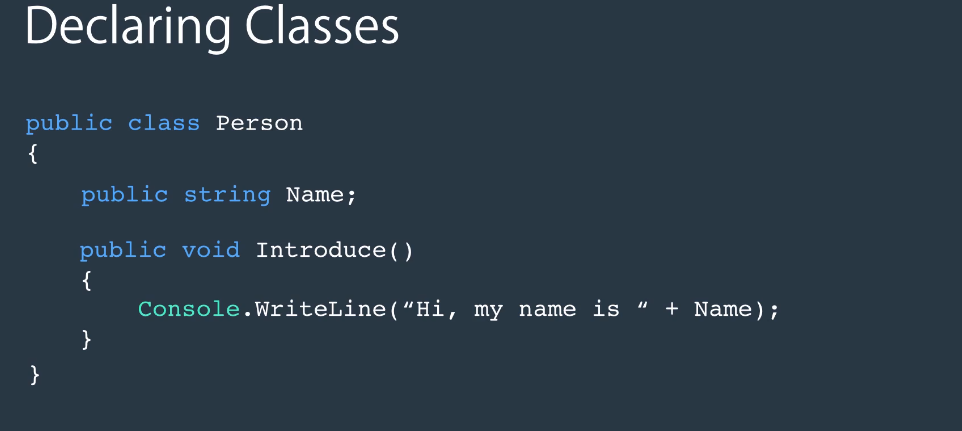 Declaring Classes
public class Person
{
public string Name;
public void Introduce()
{
Console.WriteLine(“Hi, my name is “ + Name);
}
}